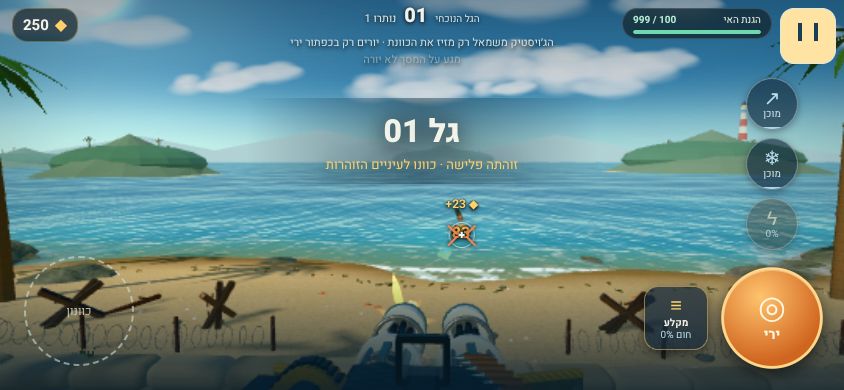 250
הגל הנוכחי 01 נותרו 1
הג׳ויסטיק משמאל רק מזיז את הכוונת · יורים רק בכפתור ירי
מגע על המסך לא יורה
הגנת האי 999 / 100
מוכן
מוכן
0%
גל 01
זוהתה פלישה · כוונו לעיניים הזוהרות
+23
כוונון
מקלע
חום 0%
ירי